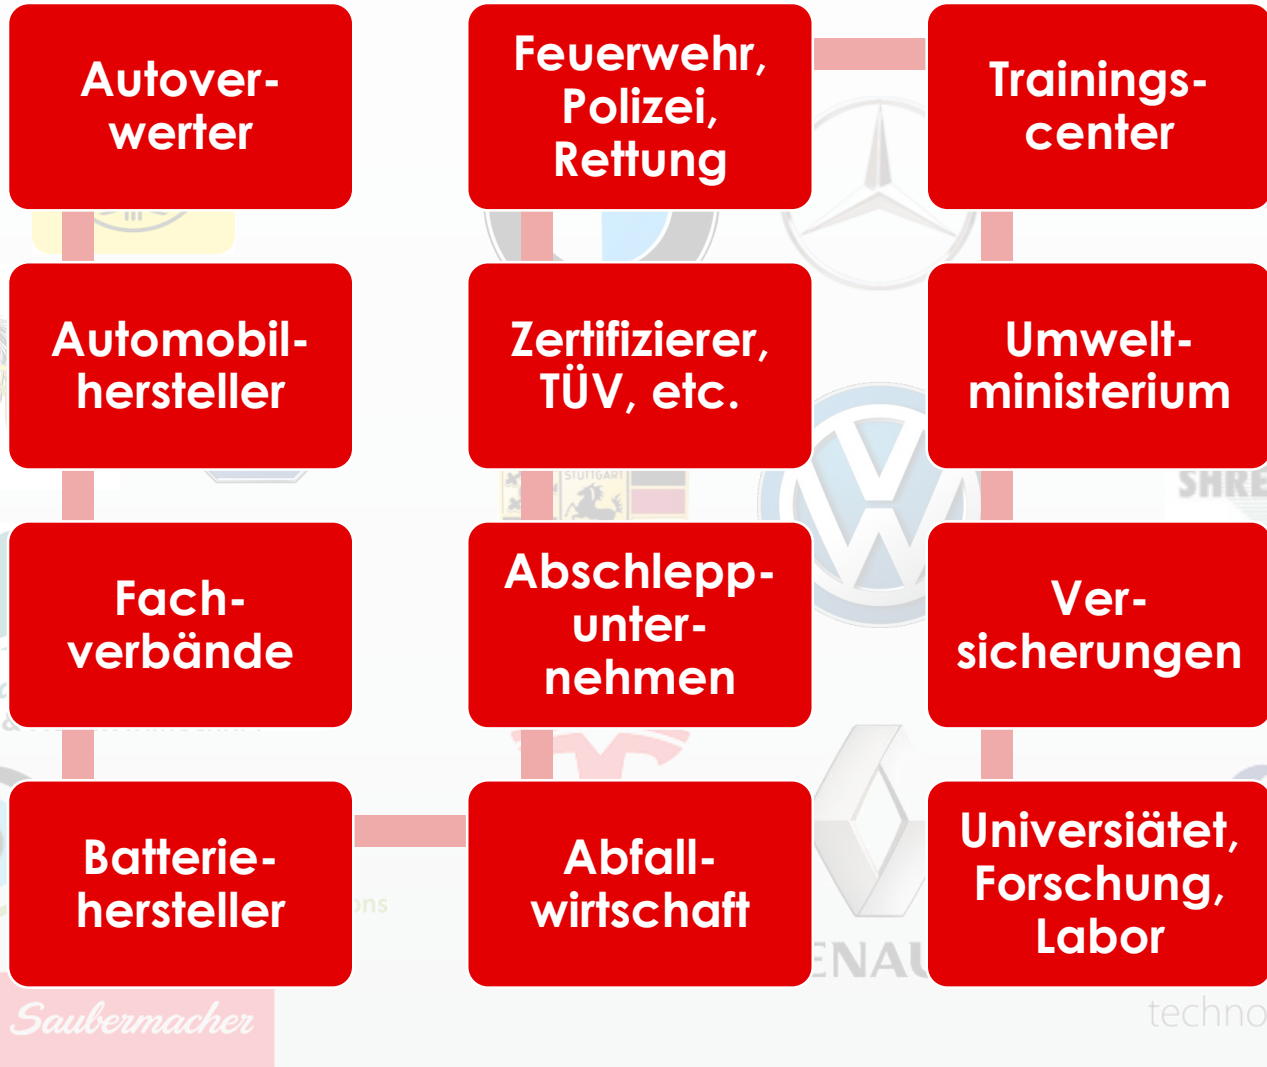 Autover-
werter
Automobil-
hersteller
Fach-
verbände
Batterie-
hersteller
Feuerwehr,
Polizei,
Rettung
Zertifizierer,
TÜV, etc.
Abschlepp-
unter-
nehmen
Abfall-
wirtschaft
Trainings-
center
Umwelt-
ministerium
Ver-
sicherungen
Universiätet,
Forschung,
Labor
STUTTGART
SHRE
ons
ENAU
Saubermacher
techno